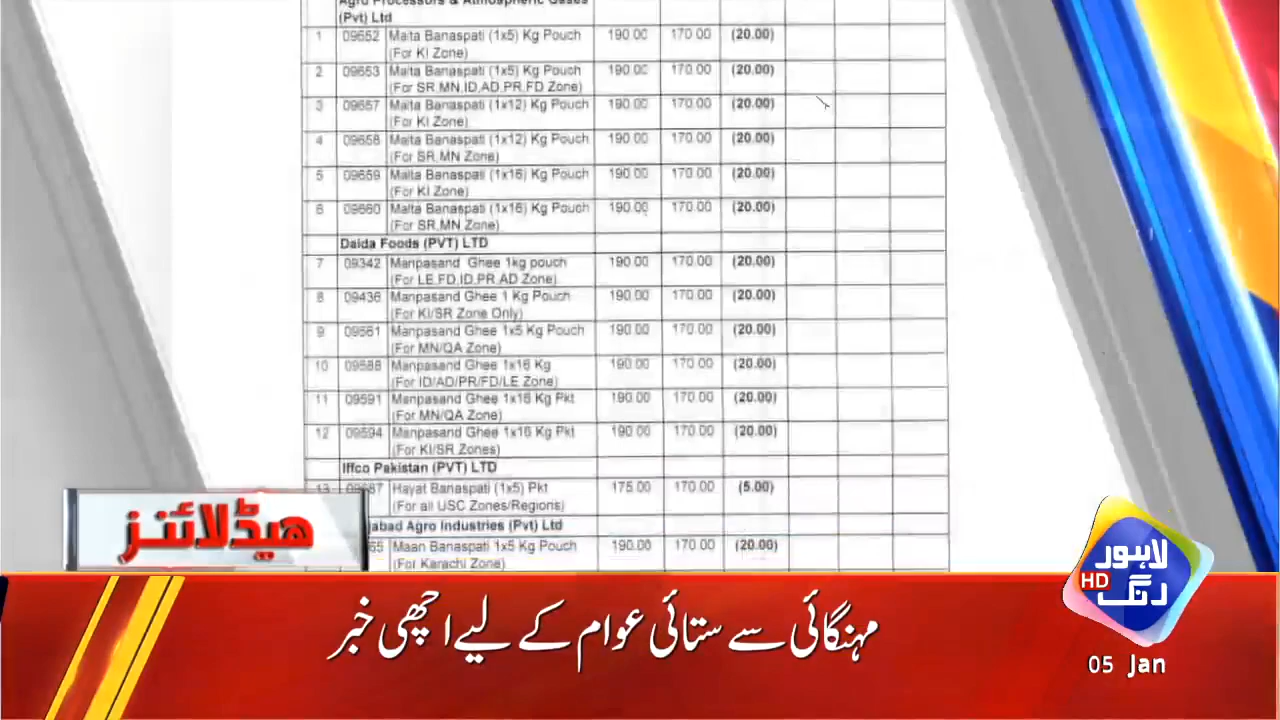 Agro Processors & Atmospheric Gases
(Pvt) Ltd
1 09652 Malta Banaspati (1x5) Kg Pouch 190.00 170.00 (20.00)
(For KI Zone)
2 09653 Malta Banaspati (1x5) Kg Pouch 190.00 170.00 (20.00)
(For SR,MN,ID,AD,PR,FD Zone)
3 09657 Malta Banaspati (1x12) Kg Pouch 190.00 170.00 (20.00)
(For KI Zone)
4 09658 Malta Banaspati (1x12) Kg Pouch 190.00 170.00 (20.00)
(For SR,MN Zone)
5 09659 Malta Banaspati (1x16) Kg Pouch 190.00 170.00 (20.00)
(For KI Zone)
6 09660 Malta Banaspati (1x16) Kg Pouch 190.00 170.00 (20.00)
(For SR,MN Zone)
Dalda Foods (PVT) LTD
7 09342 Manpasand Ghee 1kg pouch 190.00 170.00 (20.00)
(For LE,FD,ID,PR,AD Zone)
8 09436 Manpasand Ghee 1 Kg Pouch 190.00 170.00 (20.00)
(For KI/SR Zone Only)
9 09561 Manpasand Ghee 1x5 Kg Pouch 190.00 170.00 (20.00)
(For MN/QA Zone)
10 09588 Manpasand Ghee 1x16 Kg 190.00 170.00 (20.00)
(For ID/AD/PR/FD/LE Zone)
11 09591 Manpasand Ghee 1x16 Kg Pkt 190.00 170.00 (20.00)
(For MN/QA Zone)
12 09594 Manpasand Ghee 1x16 Kg Pkt 190.00 170.00 (20.00)
(For KI/SR Zones)
Iffco Pakistan (PVT) LTD
13 Hayat Banaspati (1x5) Pkt 175.00 170.00 (5.00)
(For all USC Zones/Regions)
abad Agro Industries (Pvt) Ltd
65 Maan Banaspati 1x5 Kg Pouch 190.00 170.00 (20.00)
(For Karachi Zone)
ہیڈلائنز
مہنگائی سے ستائی عوام کے لیے اچھی خبر
لاہور
رنگ HD
05 Jan